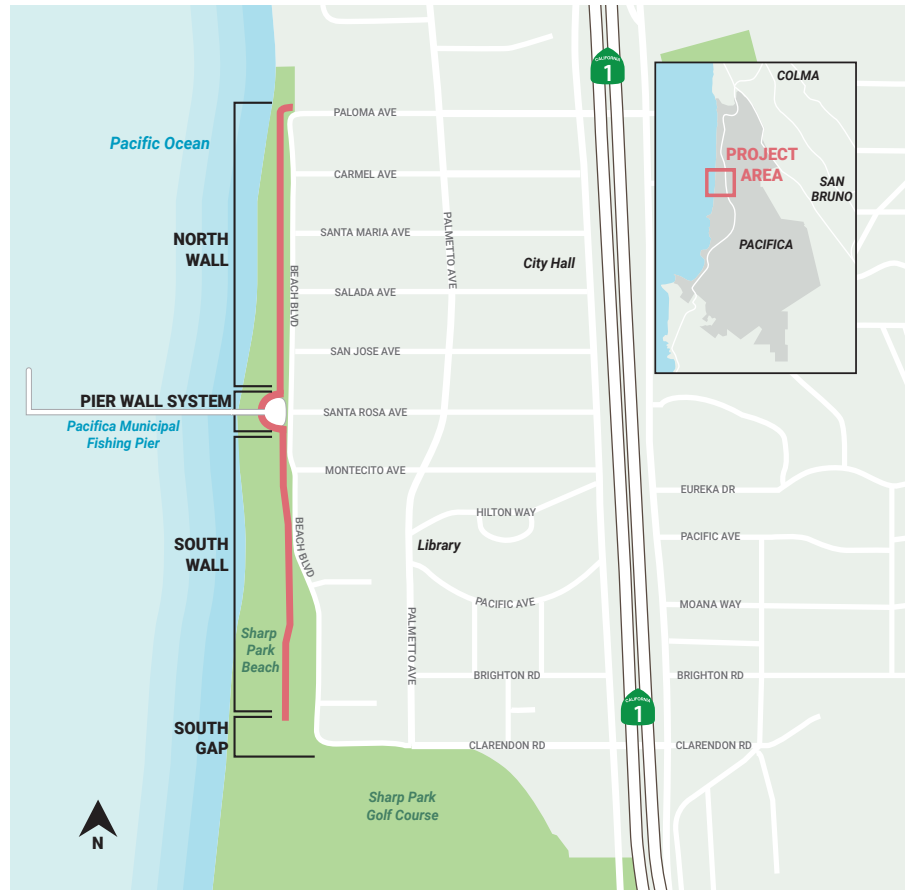 CALIFORNIA
1
COLMA
PALOMA AVE
Pacific Ocean
PROJECT
AREA
CARMEL AVE
SAN
BRUNO
PALMETTO AVE
SANTA MARIA AVE
NORTH
WALL
PACIFICA
City Hall
BEACH BLVD
SALADA AVE
SAN JOSE AVE
PIER WALL SYSTEM
SANTA ROSA AVE
Pacifica Municipal
Fishing Pier
MONTECITO AVE
EUREKA DR
HILTON WAY
BEACH BLVD
PACIFIC AVE
SOUTH
WALL
Library
PACIFIC AVE
MOANA WAY
PALMETTO AVE
Sharp
Park
Beach
BRIGHTON RD
BRIGHTON RD
CALIFORNIA
1
SOUTH
GAP
CLARENDON RD
CLARENDON RD
Sharp Park
Golf Course
N